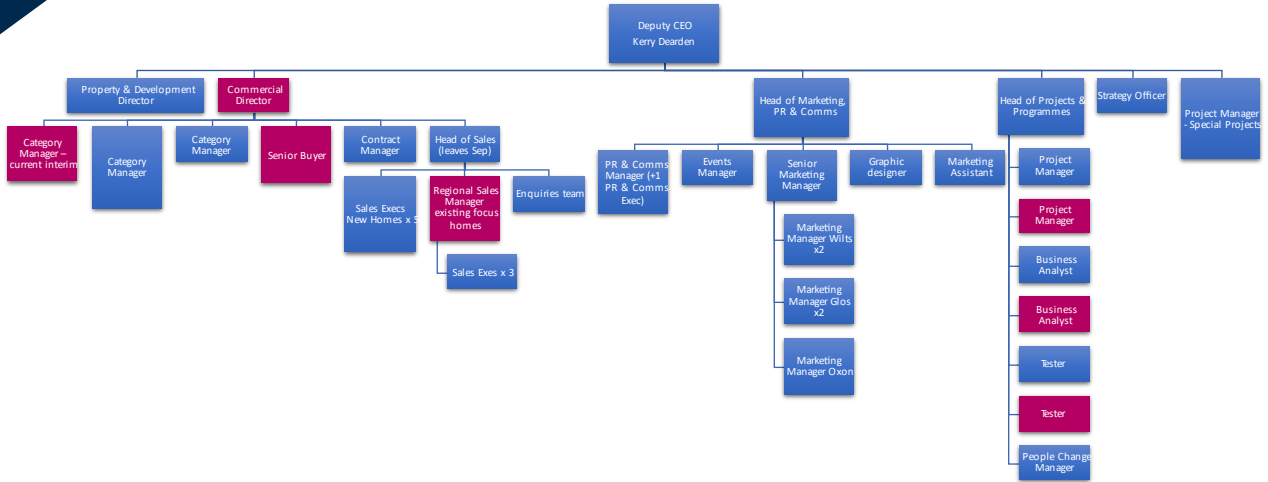 Deputy CEO
Kerry Dearden
Property & Development
Director
Commercial
Director
Head of Marketing,
PR & Comms
Head of Projects &
Programmes
Strategy Officer
Project Manager
- Special Projects
Category
Manager –
current interim
Category
Manager
Category
Manager
Senior Buyer
Contract
Manager
Head of Sales
(leaves Sep)
Sales Execs
New Homes x 5
Regional Sales
Manager
existing focus
homes
Enquiries team
Sales Exes x 3
PR & Comms
Manager (+1
PR & Comms
Exec)
Events
Manager
Senior
Marketing
Manager
Graphic
designer
Marketing
Assistant
Marketing
Manager Wilts
x2
Marketing
Manager Glos
x2
Marketing
Manager Oxon
Project
Manager
Project
Manager
Business
Analyst
Business
Analyst
Tester
Tester
People Change
Manager